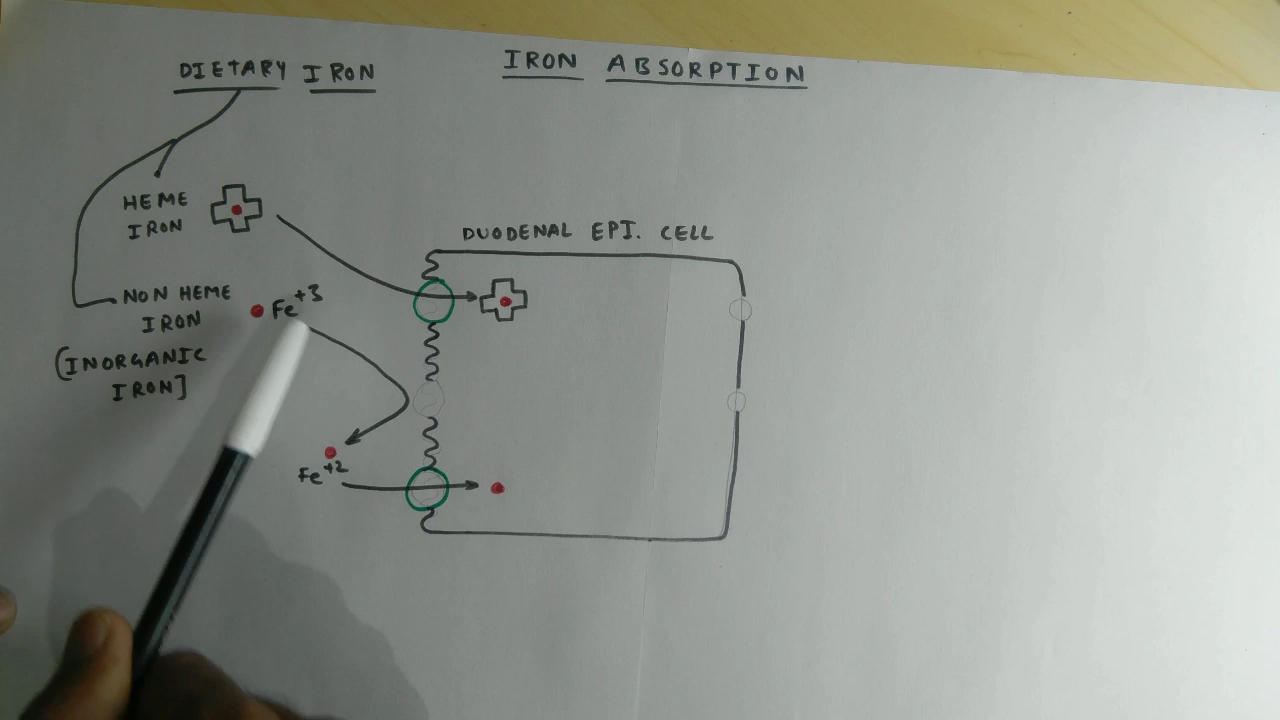 DIETARY IRON
IRON ABSORPTION
HEME
IRON
DUODENAL EPI. CELL
NON HEME
IRON
Fe+3
(INORGANIC
IRON]
Fe+2